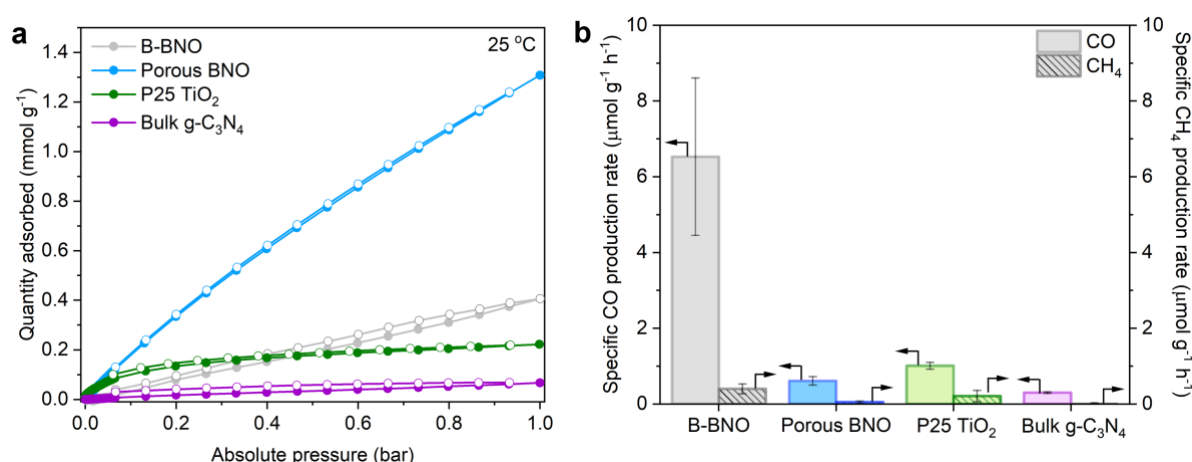 a
25 °C
B-BNO
Porous BNO
P25 TiO₂
Bulk g-C₃N₄
Quantity adsorbed (mmol g⁻¹)
1.4
1.2
1.0
0.8
0.6
0.4
0.2
0.0
0.0 0.2 0.4 0.6 0.8 1.0
Absolute pressure (bar)
b
CO
CH₄
Specific CO production rate (μmol g⁻¹ h⁻¹)
10
8
6
4
2
0
Specific CH₄ production rate (μmol g⁻¹ h⁻¹)
10
8
6
4
2
0
B-BNO Porous BNO P25 TiO₂ Bulk g-C₃N₄